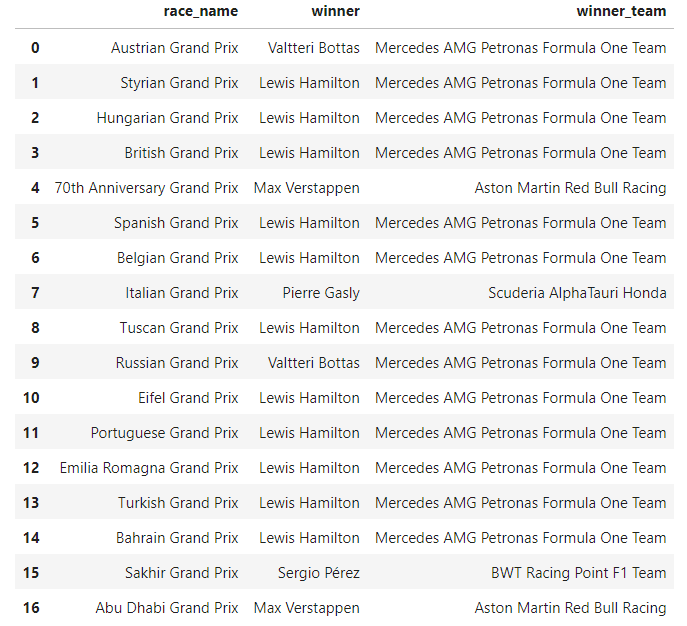 race_name winner winner_team
0 Austrian Grand Prix Valtteri Bottas Mercedes AMG Petronas Formula One Team
1 Styrian Grand Prix Lewis Hamilton Mercedes AMG Petronas Formula One Team
2 Hungarian Grand Prix Lewis Hamilton Mercedes AMG Petronas Formula One Team
3 British Grand Prix Lewis Hamilton Mercedes AMG Petronas Formula One Team
4 70th Anniversary Grand Prix Max Verstappen Aston Martin Red Bull Racing
5 Spanish Grand Prix Lewis Hamilton Mercedes AMG Petronas Formula One Team
6 Belgian Grand Prix Lewis Hamilton Mercedes AMG Petronas Formula One Team
7 Italian Grand Prix Pierre Gasly Scuderia AlphaTauri Honda
8 Tuscan Grand Prix Lewis Hamilton Mercedes AMG Petronas Formula One Team
9 Russian Grand Prix Valtteri Bottas Mercedes AMG Petronas Formula One Team
10 Eifel Grand Prix Lewis Hamilton Mercedes AMG Petronas Formula One Team
11 Portuguese Grand Prix Lewis Hamilton Mercedes AMG Petronas Formula One Team
12 Emilia Romagna Grand Prix Lewis Hamilton Mercedes AMG Petronas Formula One Team
13 Turkish Grand Prix Lewis Hamilton Mercedes AMG Petronas Formula One Team
14 Bahrain Grand Prix Lewis Hamilton Mercedes AMG Petronas Formula One Team
15 Sakhir Grand Prix Sergio Pérez BWT Racing Point F1 Team
16 Abu Dhabi Grand Prix Max Verstappen Aston Martin Red Bull Racing